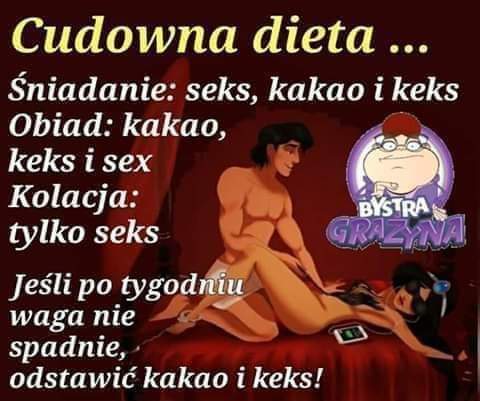 Cudowna dieta ...
Śniadanie: seks, kakao i keks
Obiad: kakao,
keks i sex
Kolacja:
tylko seks
BYSTRA
GRAŻYNA
Jeśli po tygodniu
waga nie
spadnie,
odstawić kakao i keks!